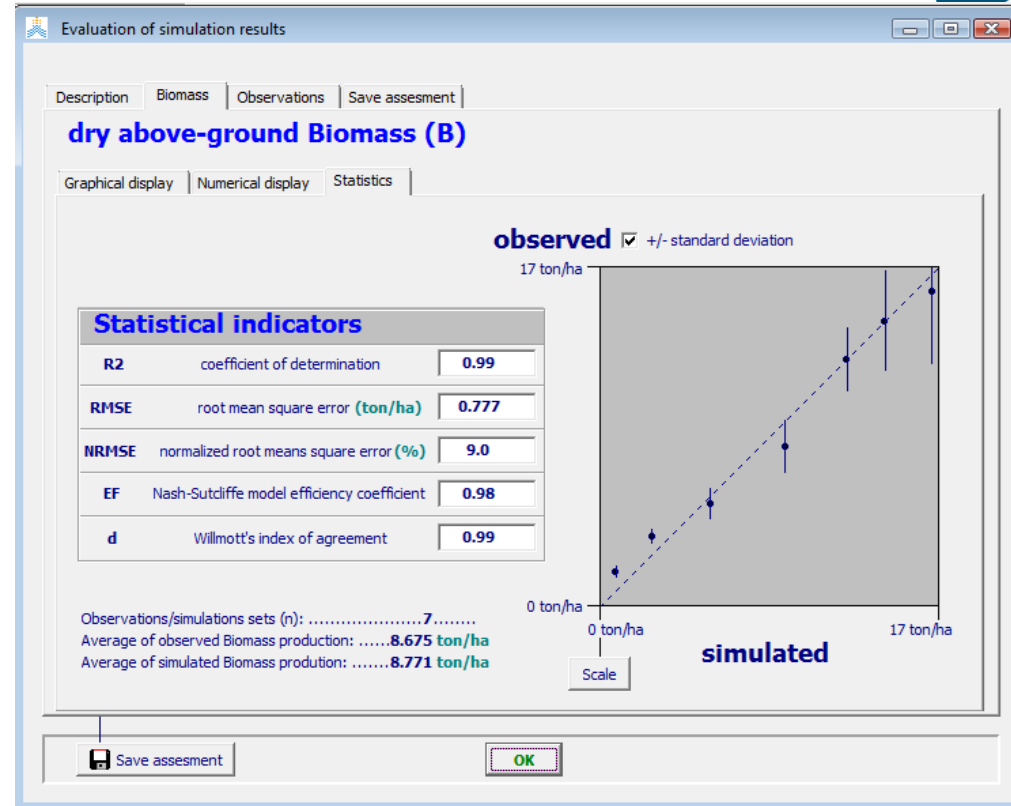 Evaluation of simulation results
Description Biomass Observations Save assesment
dry above-ground Biomass (B)
Graphical display Numerical display Statistics
observed +/- standard deviation
17 ton/ha
Statistical indicators
R2 coefficient of determination 0.99
RMSE root mean square error (ton/ha) 0.777
NRMSE normalized root means square error (%) 9.0
EF Nash-Sutcliffe model efficiency coefficient 0.98
d Willmott's index of agreement 0.99
0 ton/ha
Observations/simulations sets (n): .....................7........
0 ton/ha 17 ton/ha
Average of observed Biomass production: ......8.675 ton/ha
Average of simulated Biomass prodution: .......8.771 ton/ha
simulated
Scale
Save assesment OK